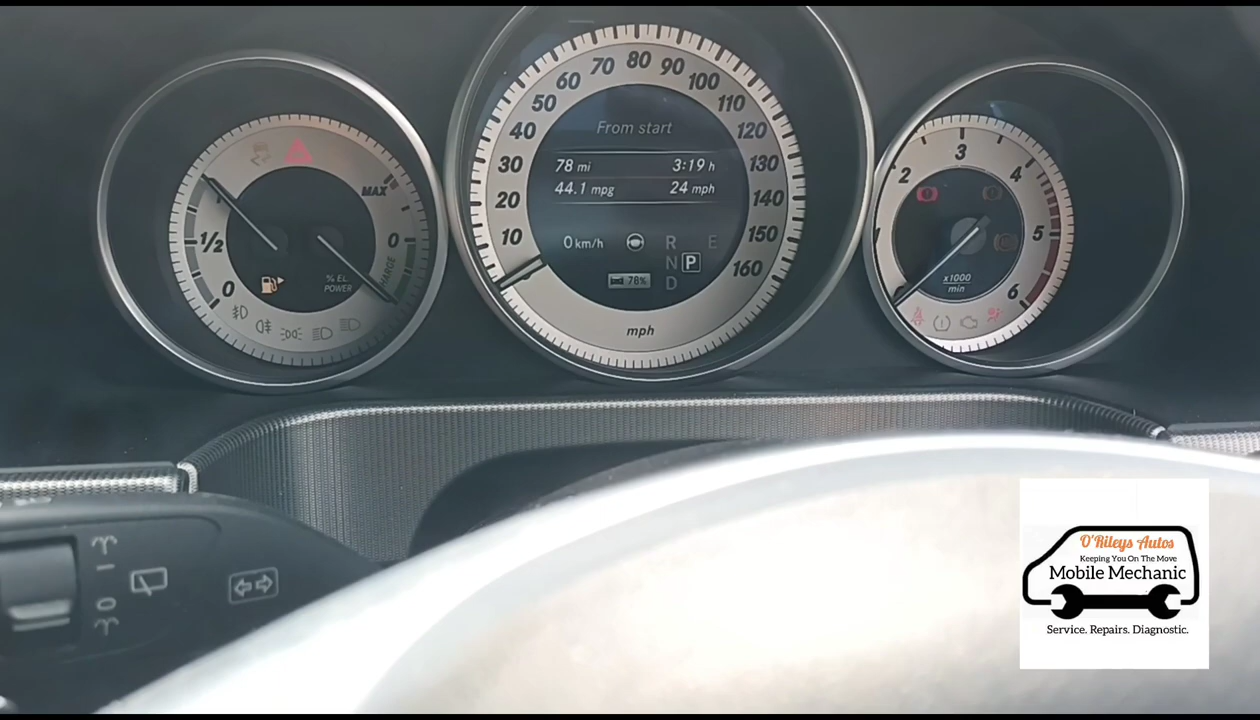 MAX
1
1/2
0
0
CHARGE
% EL.
POWER
80
70
90
60
100
50
110
40
120
30
130
20
140
10
150
160
From start
78 mi 3:19 h
44.1 mpg 24 mph
0 km/h
R E
N P
D
78%
mph
3
2
4
5
6
x1000
min
0
O'Rileys Autos
Keeping You On The Move
Mobile Mechanic
Service. Repairs. Diagnostic.